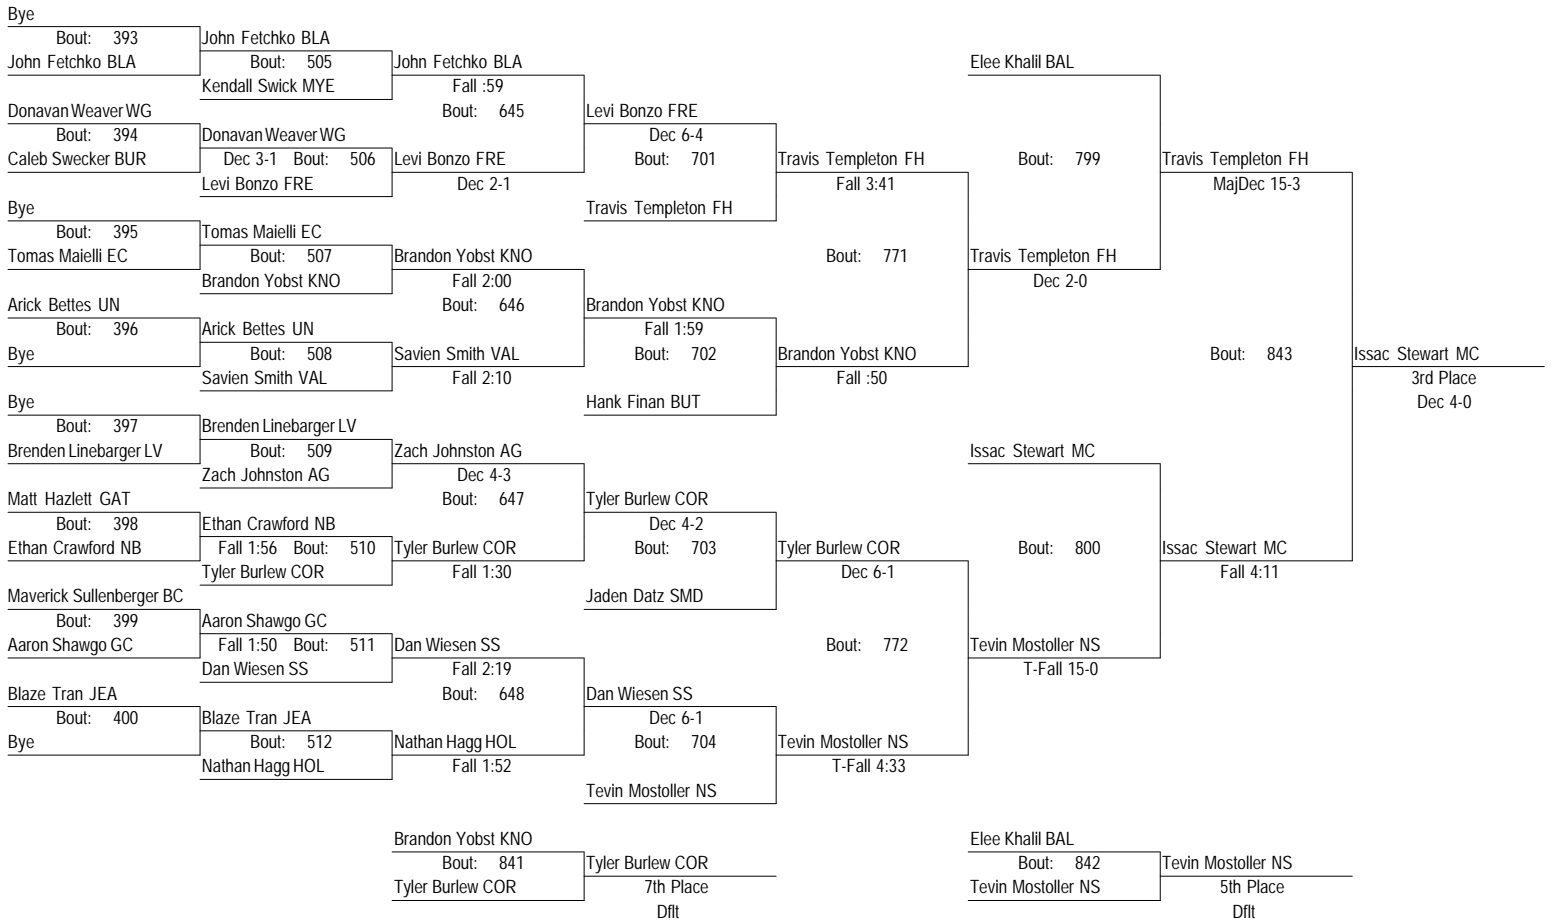 Bye
Bout: 393 John Fetchko BLA
John Fetchko BLA Bout: 505 John Fetchko BLA Elee Khalil BAL
Kendall Swick MYE Fall :59
Donavan Weaver WG Bout: 645 Levi Bonzo FRE
Bout: 394 Donavan Weaver WG Dec 6-4
Caleb Swecker BUR Dec 3-1 Bout: 506 Levi Bonzo FRE Bout: 701 Travis Templeton FH Bout: 799 Travis Templeton FH
Levi Bonzo FRE Dec 2-1 Fall 3:41 MajDec 15-3
Bye Travis Templeton FH
Bout: 395 Tomas Maielli EC
Tomas Maielli EC Bout: 507 Brandon Yobst KNO Bout: 771 Travis Templeton FH
Brandon Yobst KNO Fall 2:00 Dec 2-0
Arick Bettes UN Bout: 646 Brandon Yobst KNO
Bout: 396 Arick Bettes UN Fall 1:59
Bye Bout: 508 Savien Smith VAL Bout: 702 Brandon Yobst KNO Bout: 843 Issac Stewart MC
Savien Smith VAL Fall 2:10 Fall :50 3rd Place
Bye Hank Finan BUT Dec 4-0
Bout: 397 Brenden Linebarger LV
Brenden Linebarger LV Bout: 509 Zach Johnston AG Issac Stewart MC
Zach Johnston AG Dec 4-3
Matt Hazlett GAT Bout: 647 Tyler Burlew COR
Bout: 398 Ethan Crawford NB Dec 4-2
Ethan Crawford NB Fall 1:56 Bout: 510 Tyler Burlew COR Bout: 703 Tyler Burlew COR Bout: 800 Issac Stewart MC
Tyler Burlew COR Fall 1:30 Dec 6-1 Fall 4:11
Maverick Sullenberger BC Jaden Datz SMD
Bout: 399 Aaron Shawgo GC
Aaron Shawgo GC Fall 1:50 Bout: 511 Dan Wiesen SS Bout: 772 Tevin Mostoller NS
Dan Wiesen SS Fall 2:19 T-Fall 15-0
Blaze Tran JEA Bout: 648 Dan Wiesen SS
Bout: 400 Blaze Tran JEA Dec 6-1
Bye Bout: 512 Nathan Hagg HOL Bout: 704 Tevin Mostoller NS
Nathan Hagg HOL Fall 1:52 T-Fall 4:33
Tevin Mostoller NS
Brandon Yobst KNO Elee Khalil BAL
Bout: 841 Tyler Burlew COR Bout: 842 Tevin Mostoller NS
Tyler Burlew COR 7th Place Tevin Mostoller NS 5th Place
Dflt Dflt